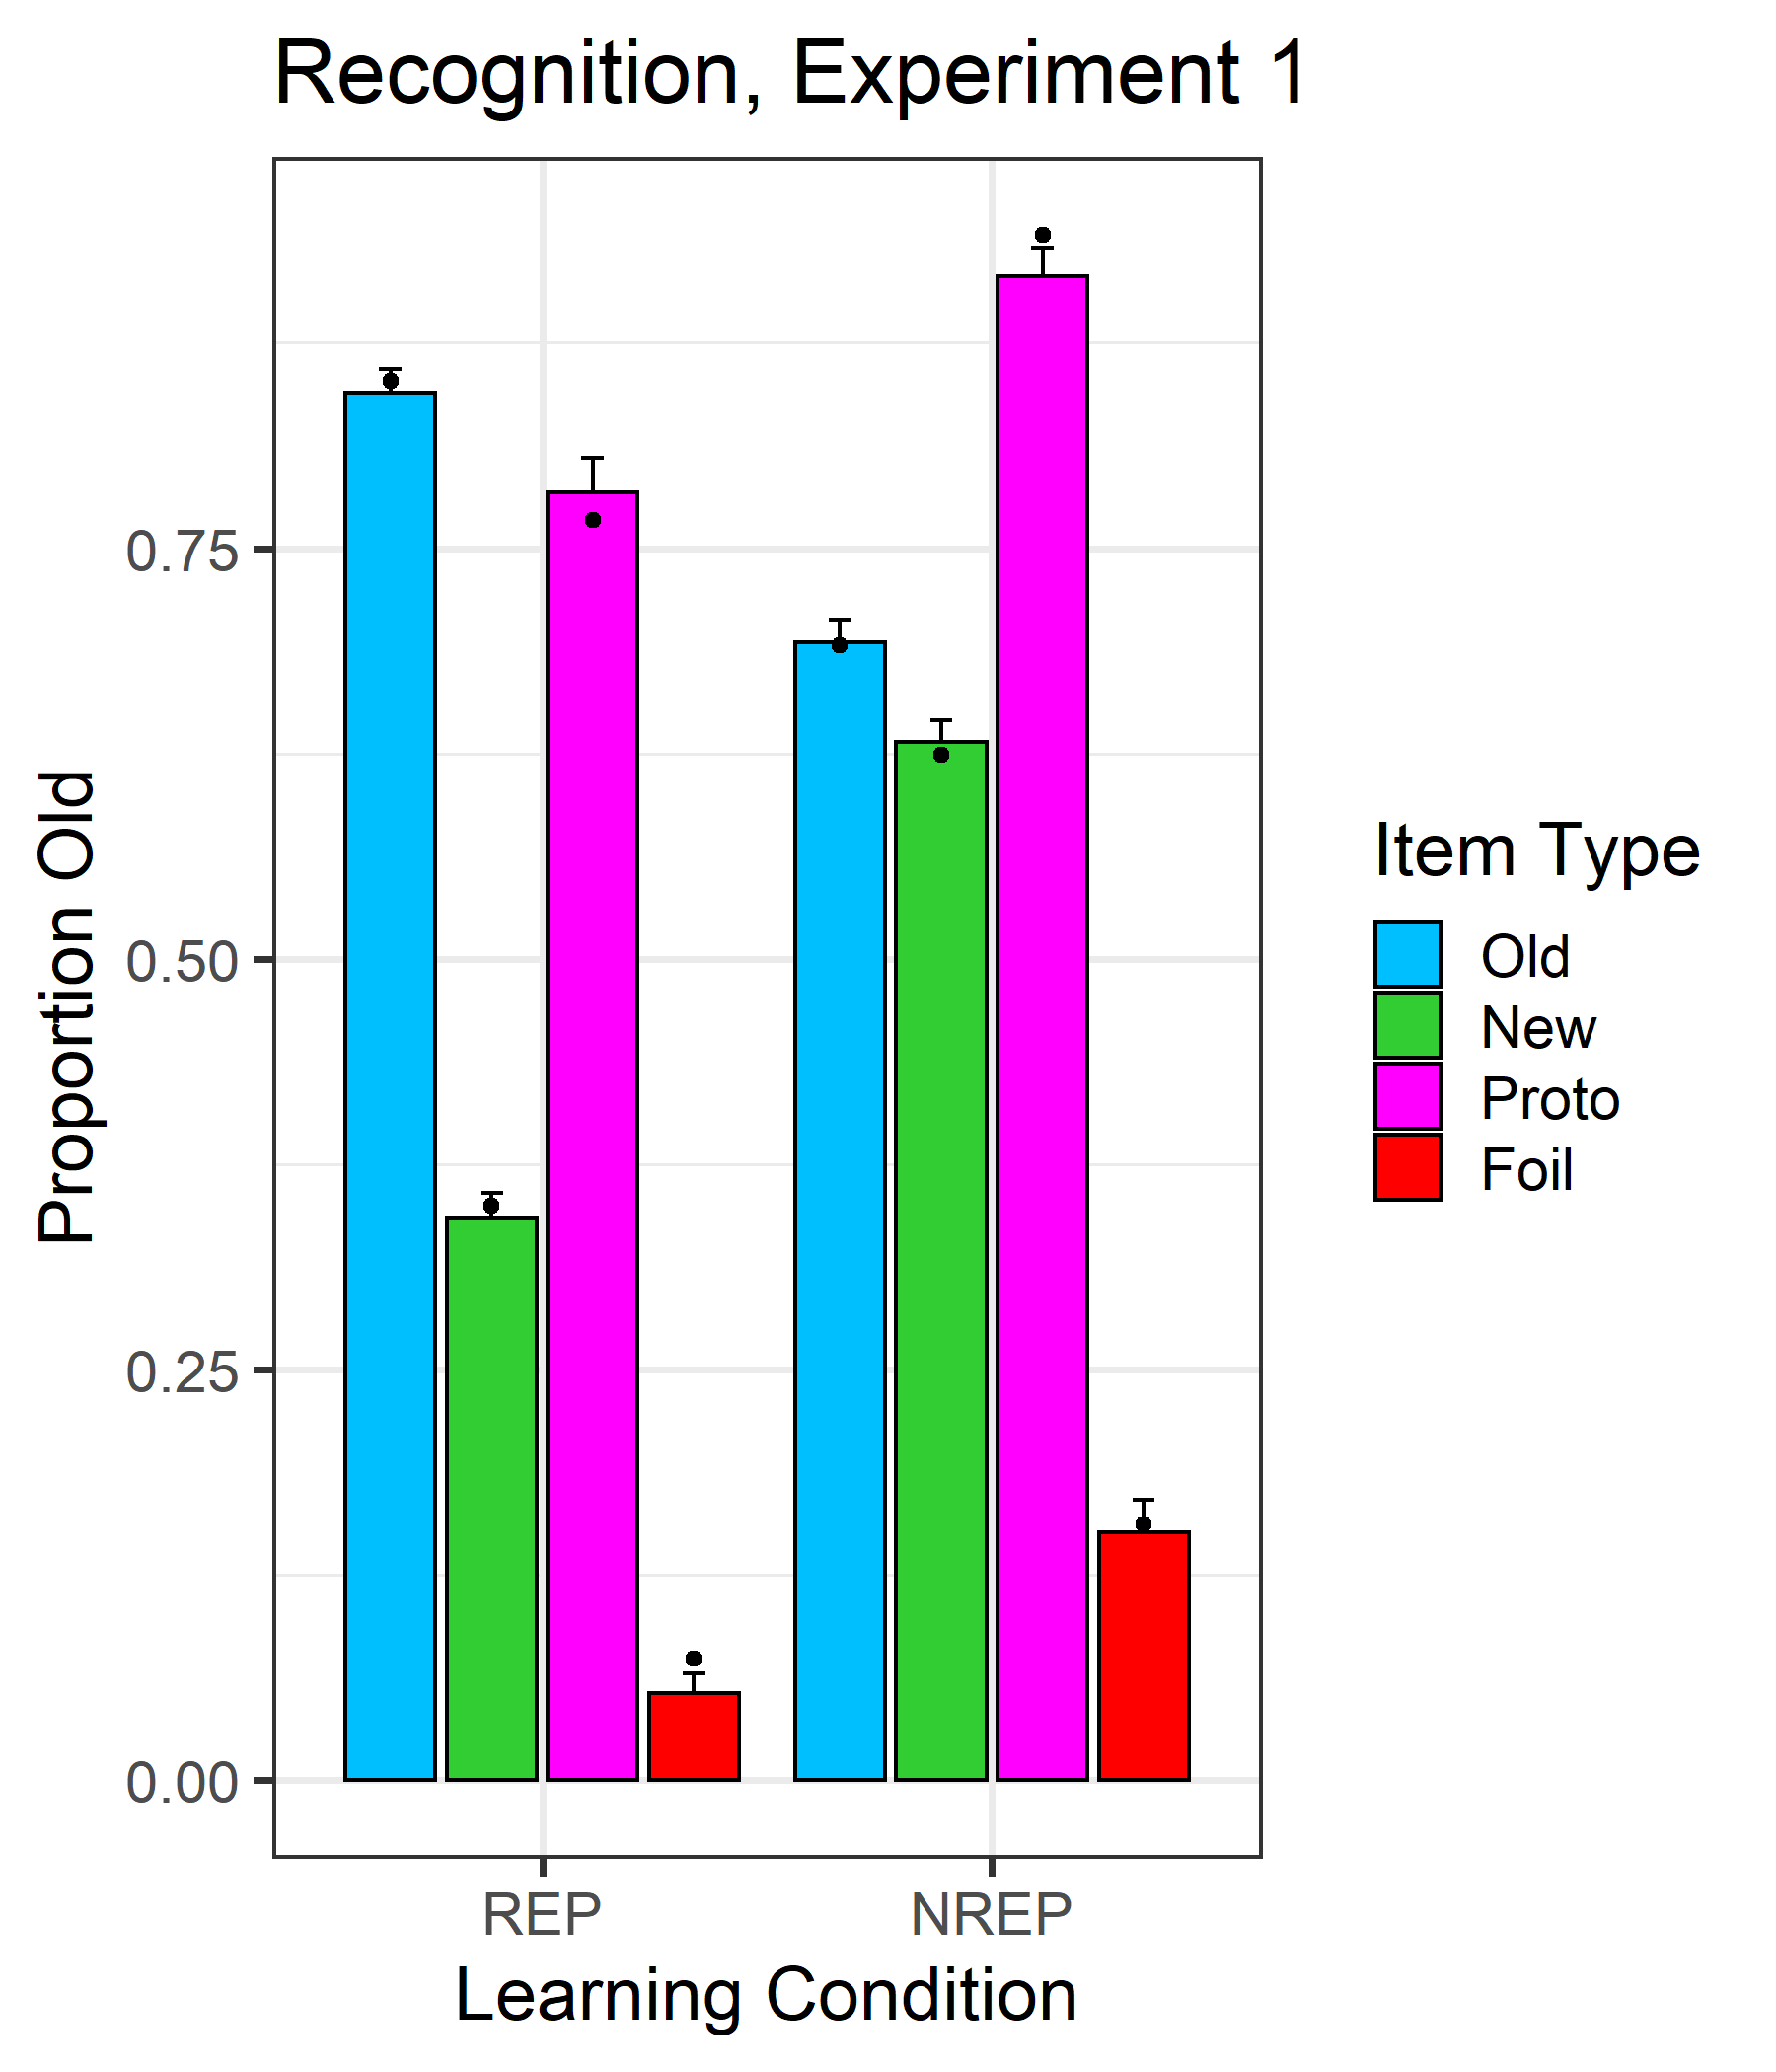 Recognition, Experiment 1
Proportion Old
0.75
0.50
0.25
0.00
REP
NREP
Learning Condition
Item Type
Old
New
Proto
Foil